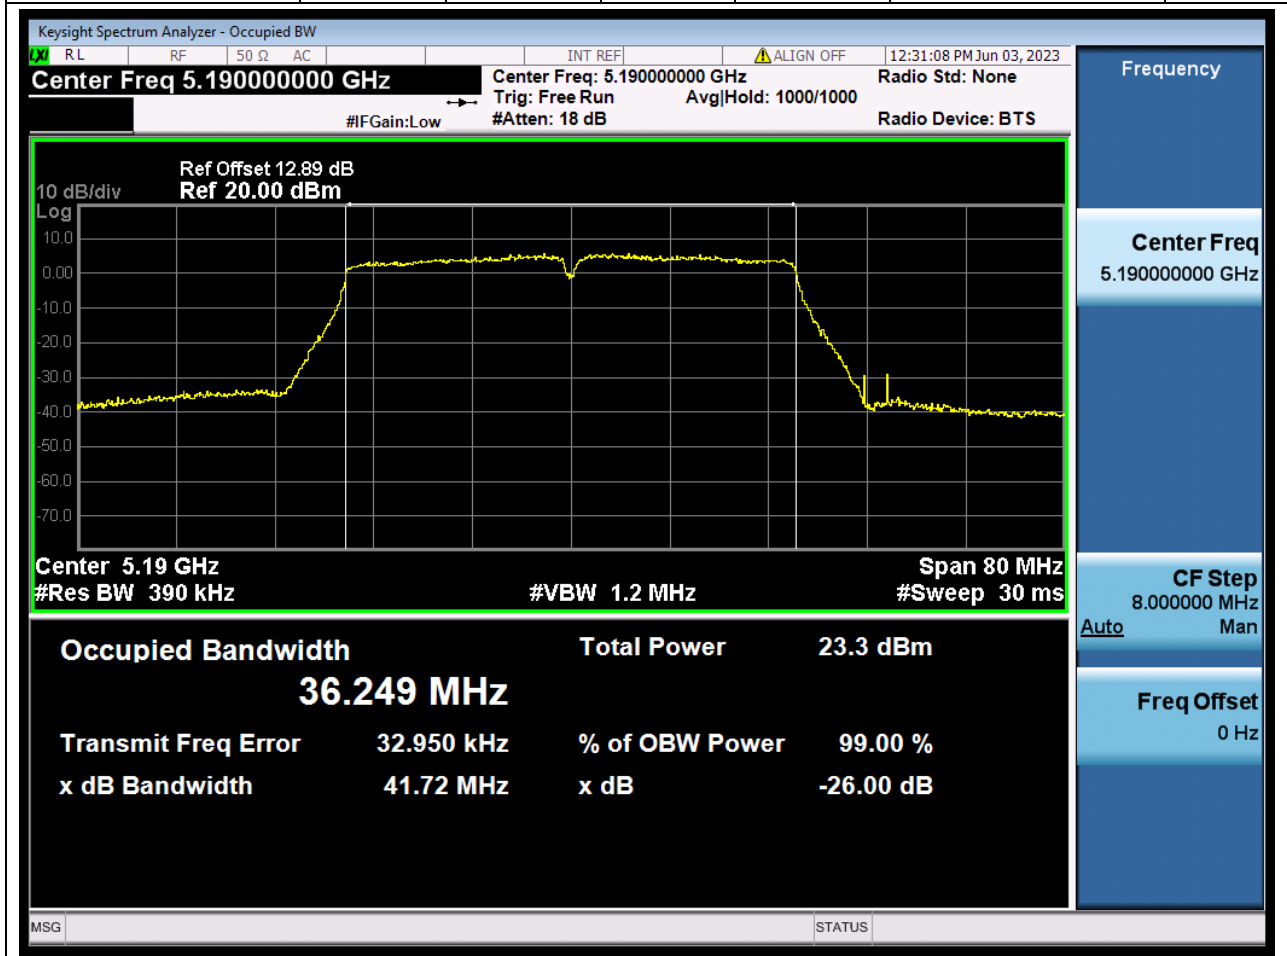 Keysight Spectrum Analyzer - Occupied BW
LXI RL RF 50 Ω AC INT REF ALIGN OFF 12:31:08 PM Jun 03, 2023
Center Freq 5.190000000 GHz
Center Freq: 5.190000000 GHz
Radio Std: None
Trig: Free Run Avg|Hold: 1000/1000
#IFGain:Low
#Atten: 18 dB
Radio Device: BTS
Ref Offset 12.89 dB
10 dB/div Ref 20.00 dBm
Log
10.0
0.00
-10.0
-20.0
-30.0
-40.0
-50.0
-60.0
-70.0
Center 5.19 GHz Span 80 MHz
#Res BW 390 kHz #VBW 1.2 MHz #Sweep 30 ms
Occupied Bandwidth Total Power 23.3 dBm
36.249 MHz
Transmit Freq Error 32.950 kHz % of OBW Power 99.00 %
x dB Bandwidth 41.72 MHz x dB -26.00 dB
MSG STATUS
Frequency
Center Freq
5.190000000 GHz
CF Step
8.000000 MHz
Auto Man
Freq Offset
0 Hz